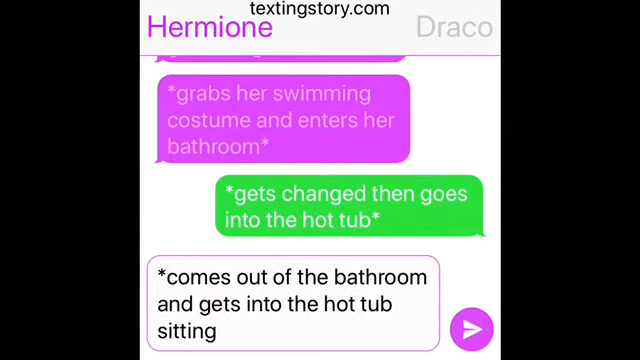 textingstory.com
Hermione
Draco
*grabs her swimming
costume and enters her
bathroom*
*gets changed then goes
into the hot tub*
*comes out of the bathroom
and gets into the hot tub
sitting